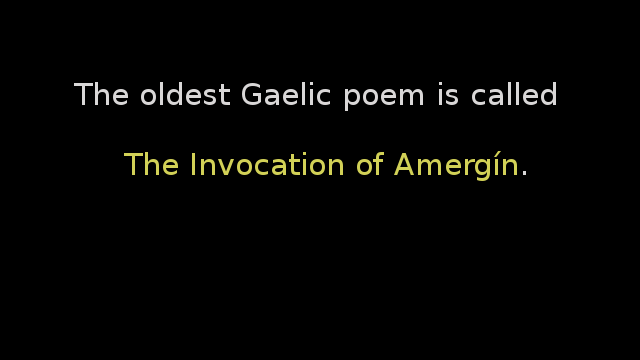 The oldest Gaelic poem is called
The Invocation of Amergín.